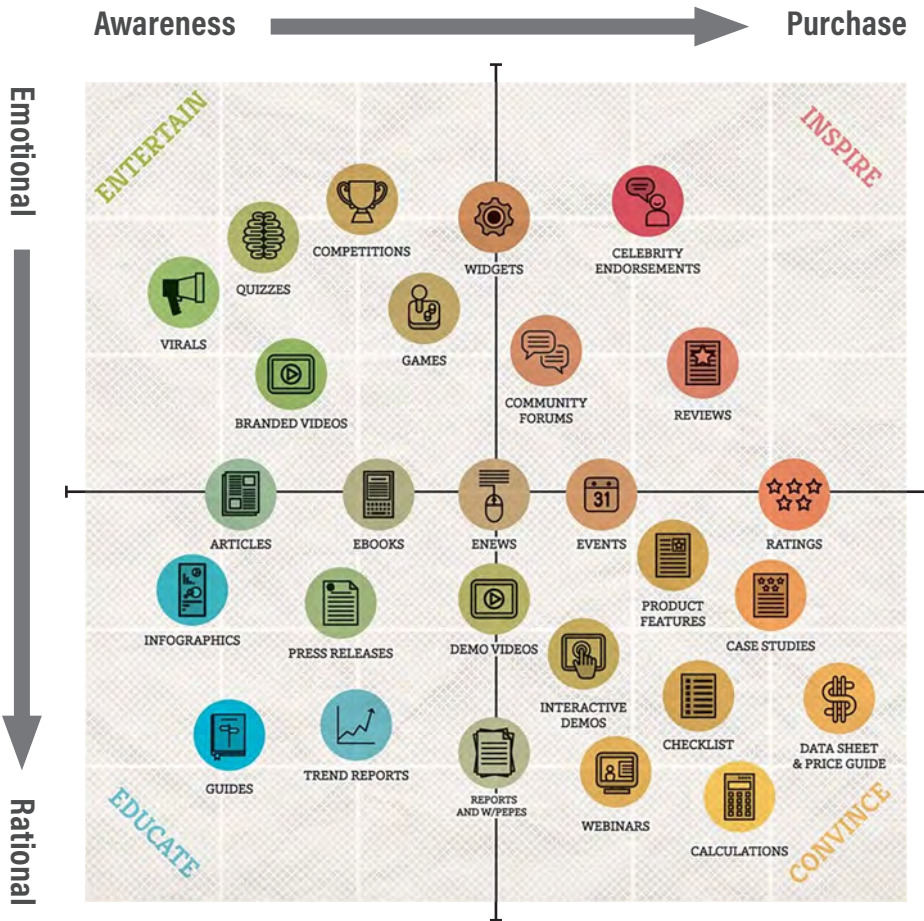 Awareness
Purchase
Emotional
Rational
ENTERTAIN
INSPIRE
COMPETITIONS
WIDGETS
CELEBRITY
ENDORSEMENTS
QUIZZES
VIRALS
GAMES
BRANDED VIDEOS
COMMUNITY
FORUMS
REVIEWS
ARTICLES
EBOOKS
ENEWS
31
EVENTS
RATINGS
INFOGRAPHICS
PRESS RELEASES
DEMO VIDEOS
PRODUCT
FEATURES
CASE STUDIES
INTERACTIVE
DEMOS
CHECKLIST
DATA SHEET
& PRICE GUIDE
GUIDES
TREND REPORTS
REPORTS
AND W/PEPES
WEBINARS
CALCULATIONS
EDUCATE
CONVINCE